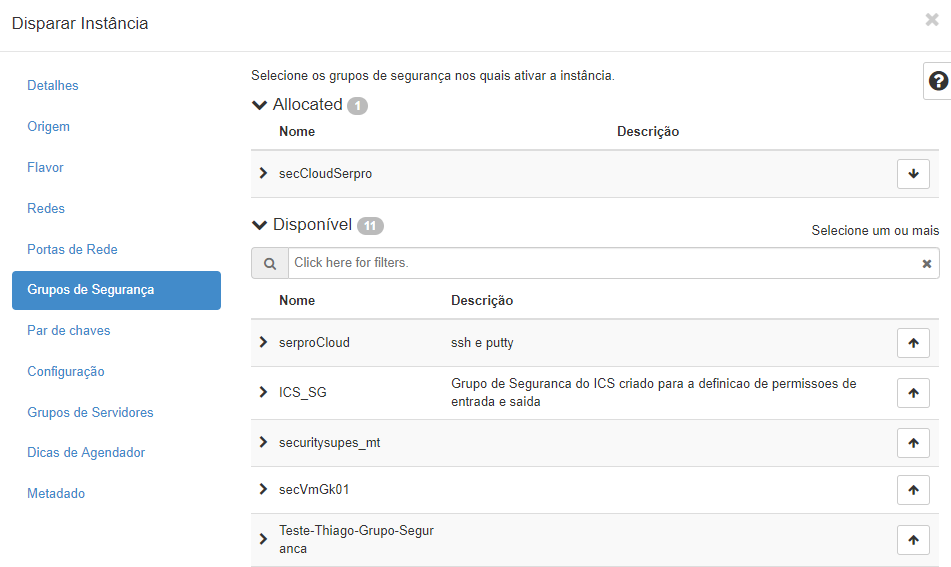 Disparar Instância
Detalhes
Origem
Flavor
Redes
Portas de Rede
Grupos de Segurança
Par de chaves
Configuração
Grupos de Servidores
Dicas de Agendador
Metadado
Selecione os grupos de segurança nos quais ativar a instância.
Allocated 1
Nome Descrição
secCloudSerpro
Disponível 11
Selecione um ou mais
Click here for filters.
Nome Descrição
serproCloud ssh e putty
ICS_SG Grupo de Seguranca do ICS criado para a definicao de permissoes de
entrada e saida
securitysupes_mt
secVmGk01
Teste-Thiago-Grupo-Segur
anca